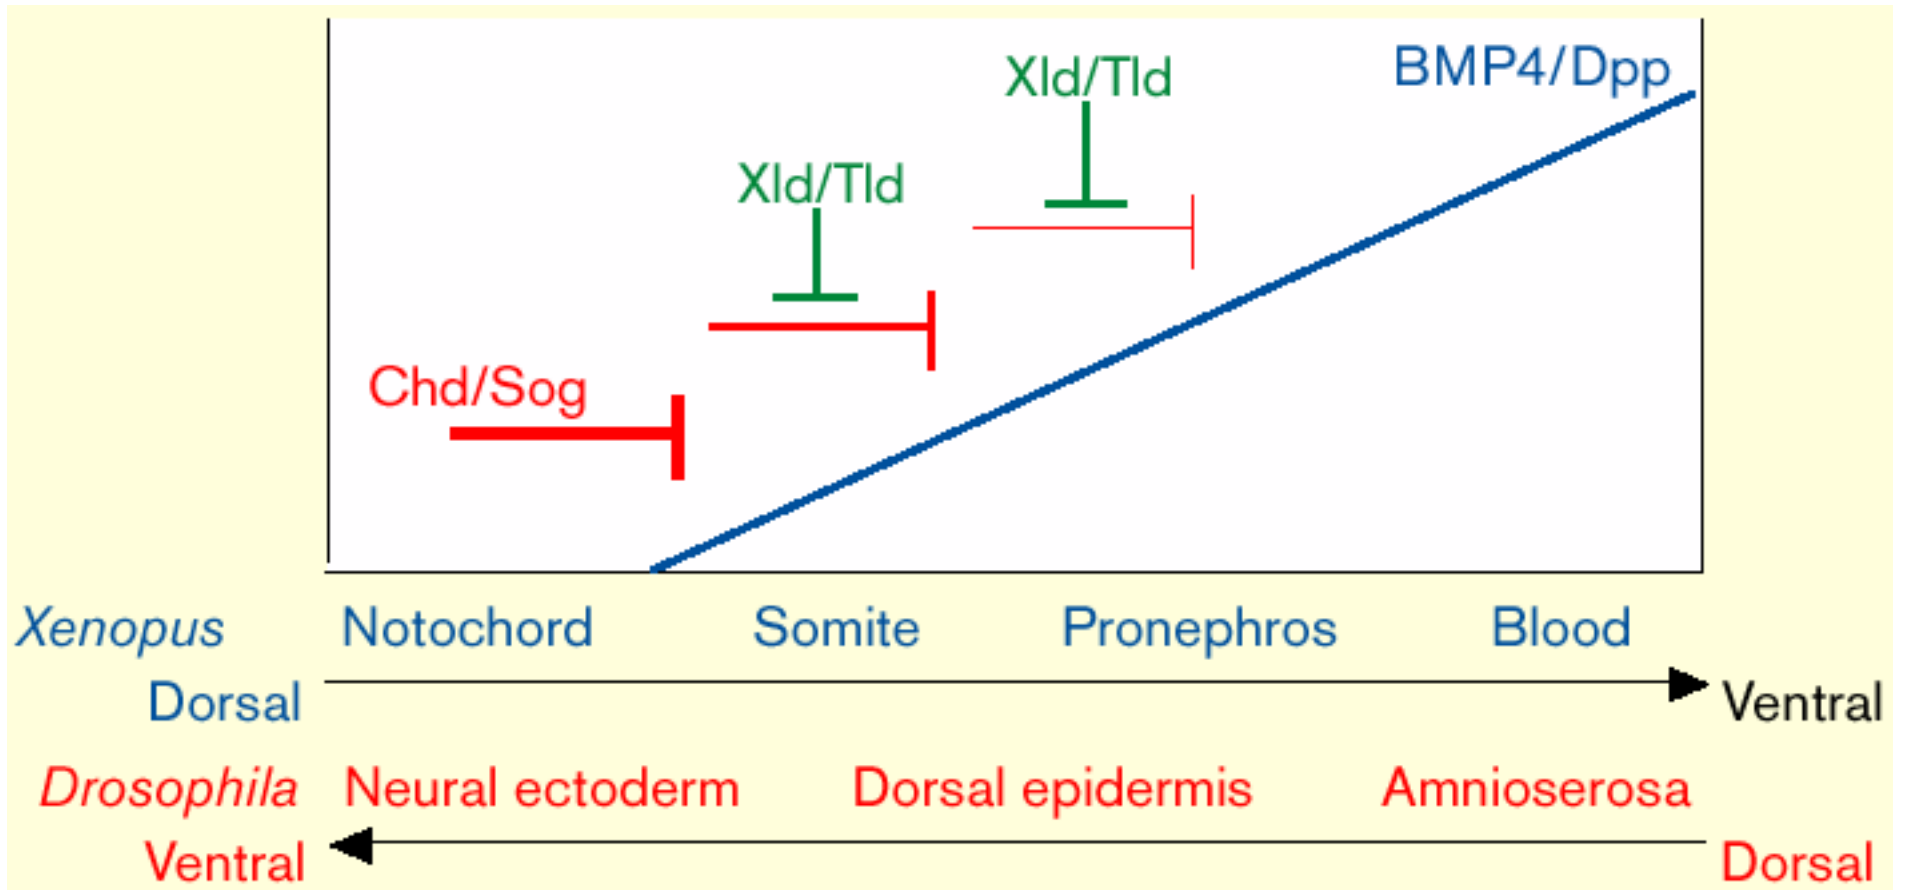 BMP4/Dpp
Xld/Tld
Xld/Tld
Chd/Sog
Xenopus Notochord Somite Pronephros Blood
Dorsal Ventral
Drosophila Neural ectoderm Dorsal epidermis Amnioserosa
Ventral Dorsal